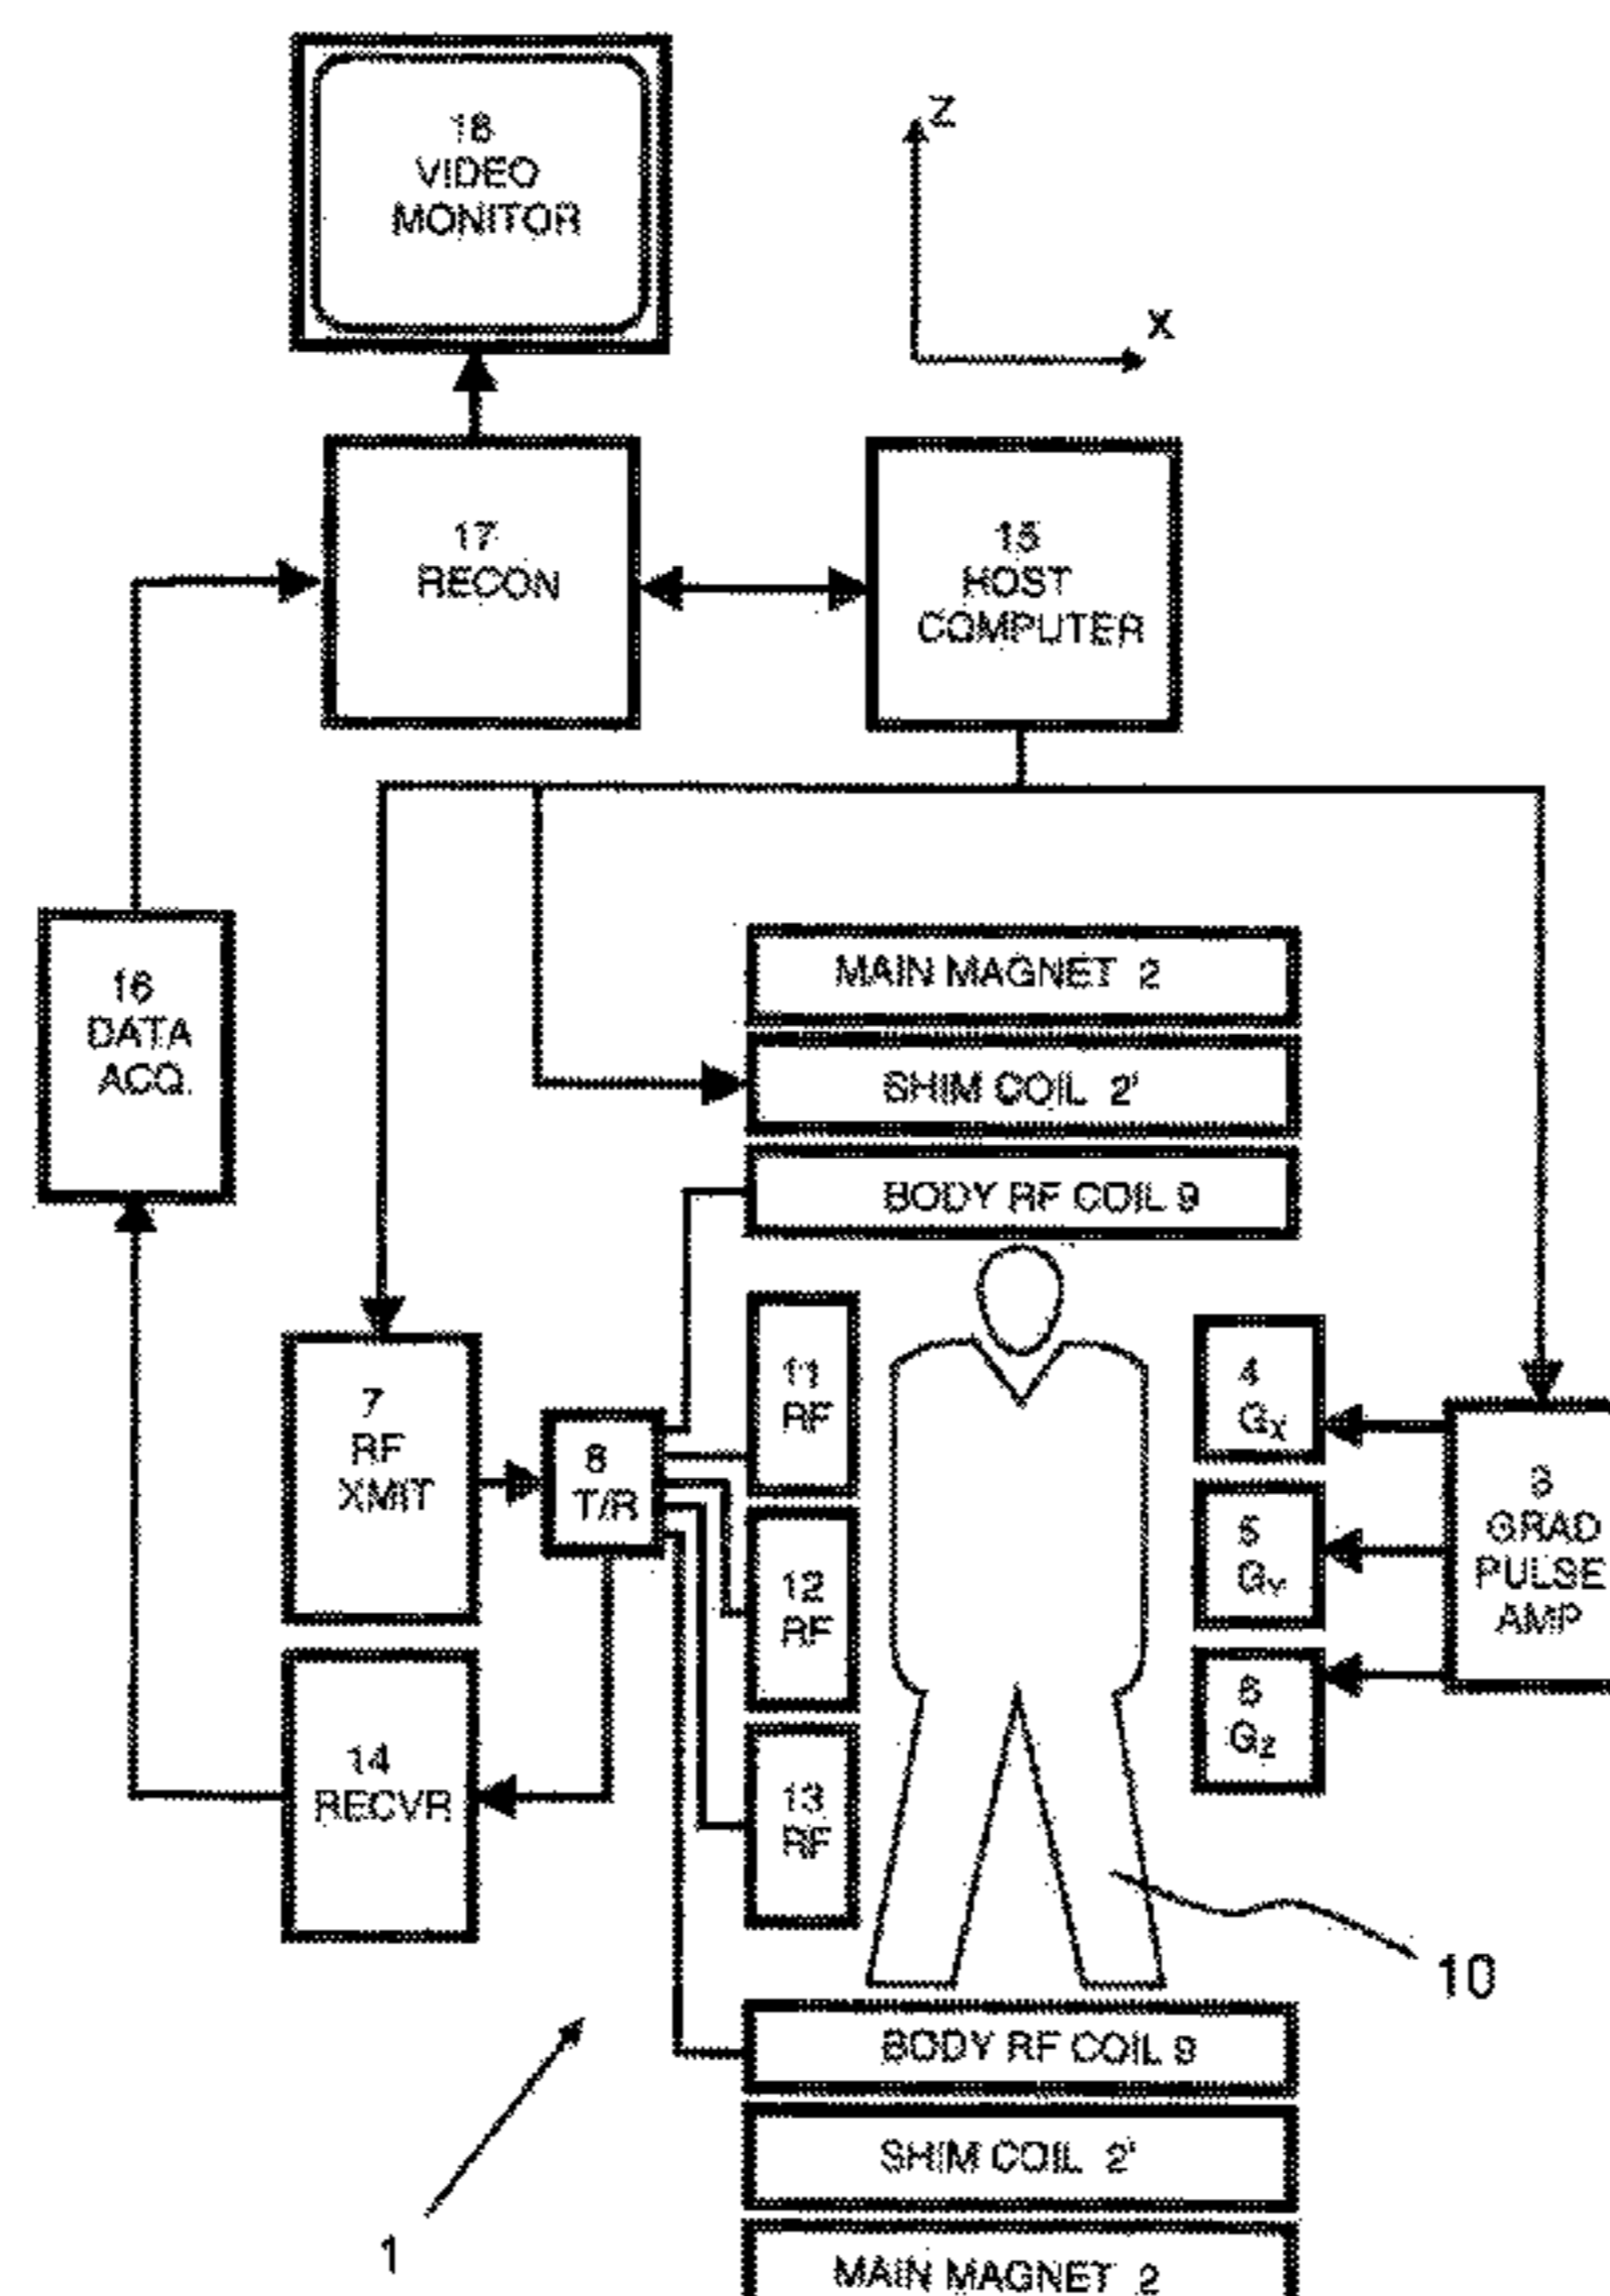 18
VIDEO
MONITOR
Z
X
17
RECON
15
HOST
COMPUTER
16
DATA
ACQ.
MAIN MAGNET 2
SHIM COIL 2'
BODY RF COIL 9
7
RF
XMIT
8
T/R
11
RF
12
RF
13
RF
4
GX
5
GY
6
GZ
3
GRAD
PULSE
AMP
14
RECVR
10
BODY RF COIL 9
SHIM COIL 2'
MAIN MAGNET 2
1